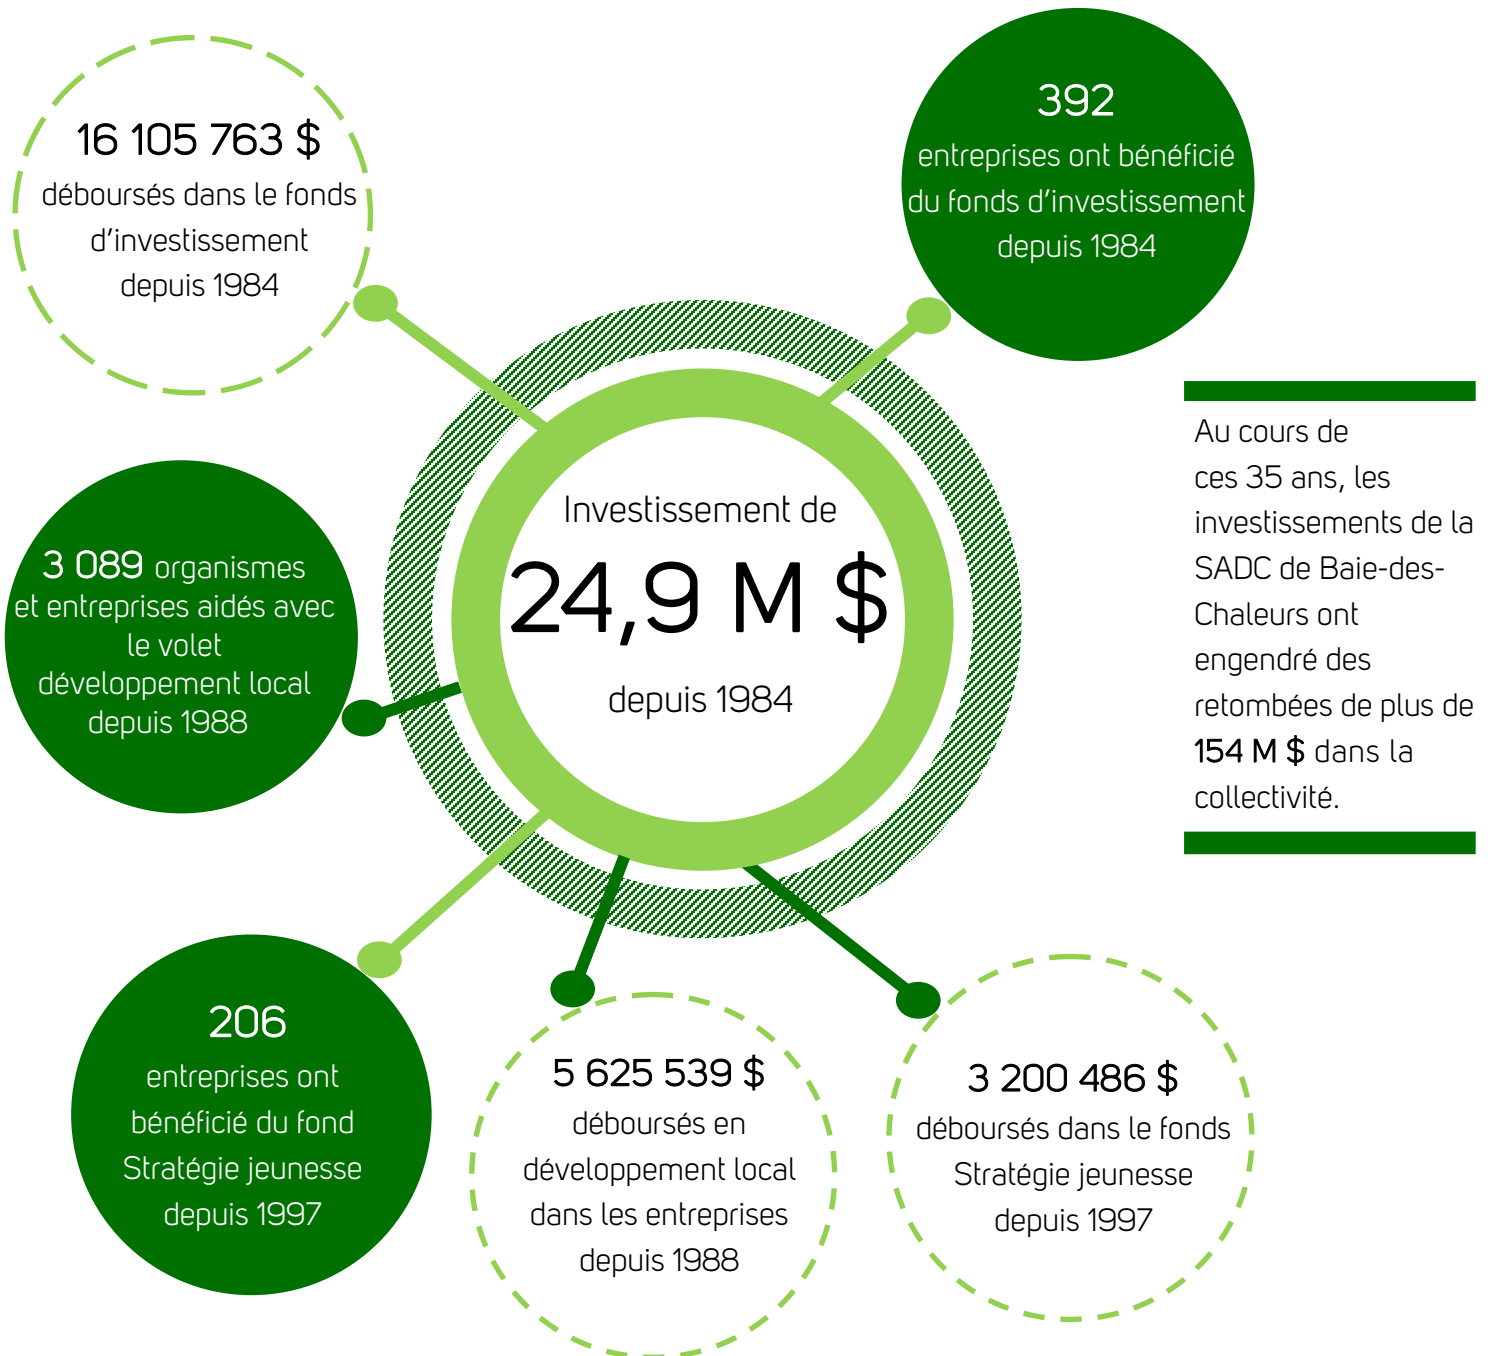 16 105 763 $
déboursés dans le fonds
d’investissement
depuis 1984
392
entreprises ont bénéficié
du fonds d’investissement
depuis 1984
Investissement de
24,9 M $
depuis 1984
Au cours de
ces 35 ans, les
investissements de la
SADC de Baie-des-
Chaleurs ont
engendré des
retombées de plus de
154 M $ dans la
collectivité.
3 089 organismes
et entreprises aidés avec
le volet
développement local
depuis 1988
206
entreprises ont
bénéficié du fond
Stratégie jeunesse
depuis 1997
5 625 539 $
déboursés en
développement local
dans les entreprises
depuis 1988
3 200 486 $
déboursés dans le fonds
Stratégie jeunesse
depuis 1997